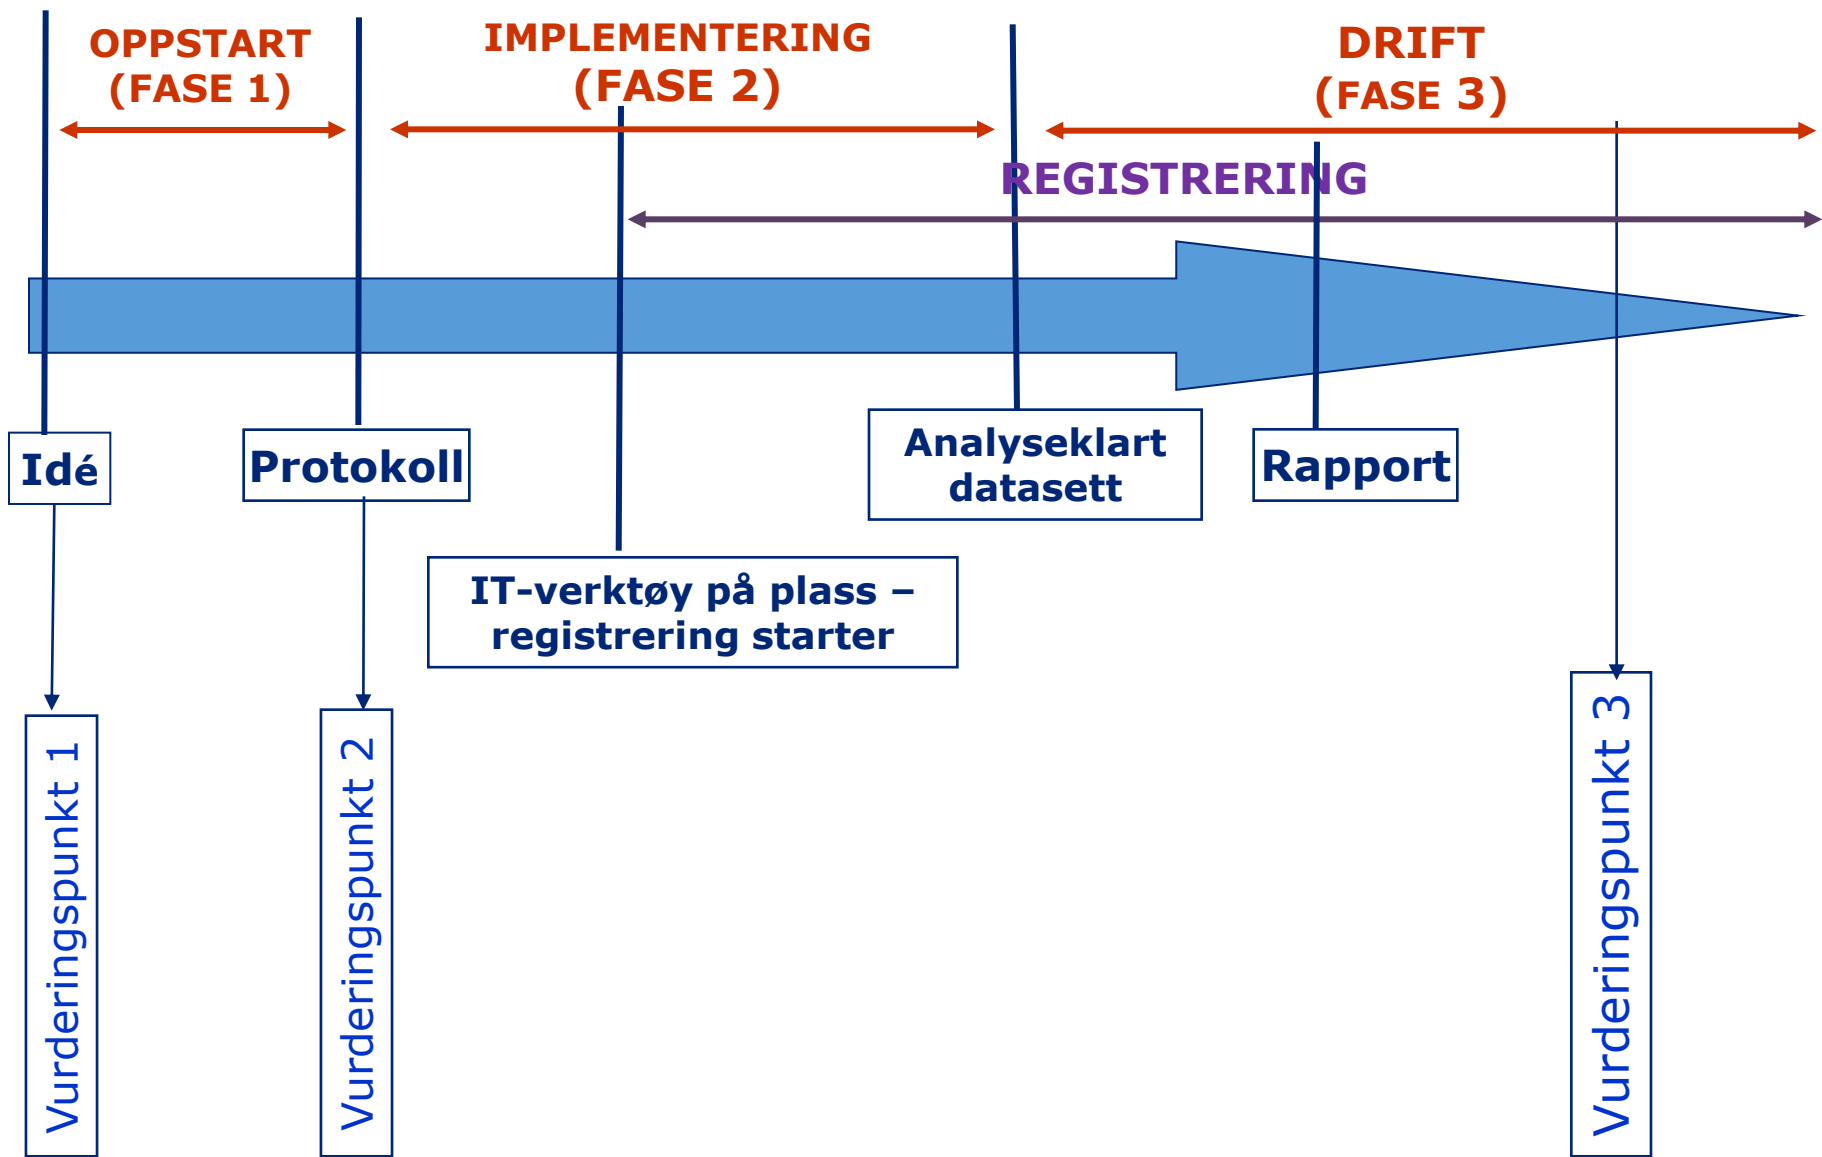 OPPSTART
(FASE 1)
IMPLEMENTERING
(FASE 2)
DRIFT
(FASE 3)
REGISTRERING
Idé
Protokoll
Analyseklart
datasett
Rapport
IT-verktøy på plass –
registrering starter
Vurderingspunkt 1
Vurderingspunkt 2
Vurderingspunkt 3